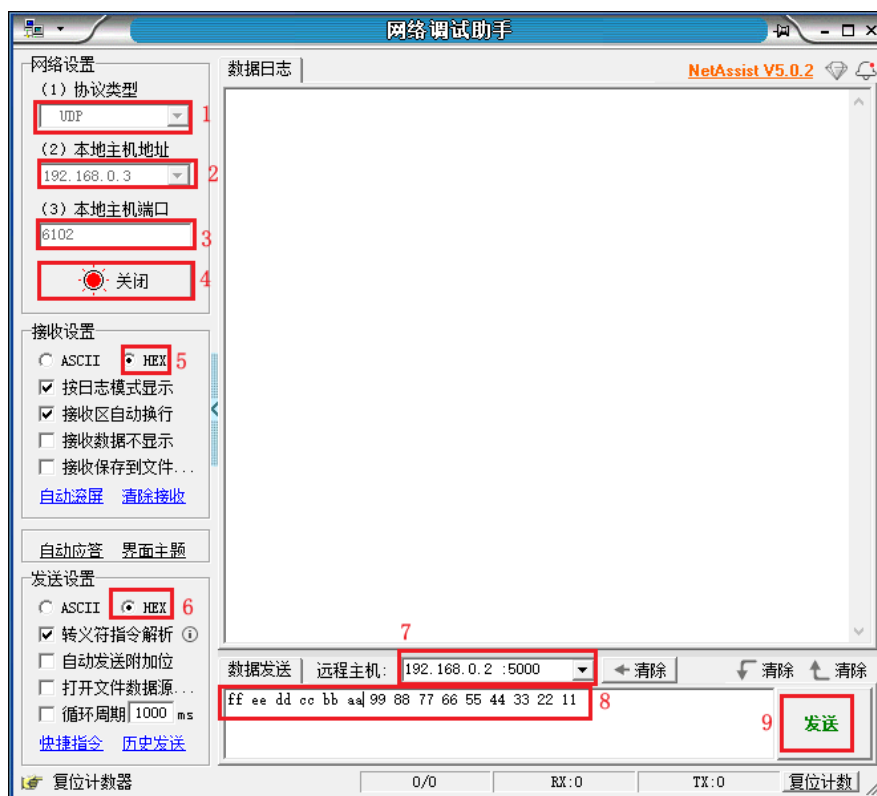 网络调试助手
网络设置
(1) 协议类型
UDP
1
(2) 本地主机地址
192.168.0.3
2
(3) 本地主机端口
6102
3
关闭
4
接收设置
ASCII HEX 5
按日志模式显示
接收区自动换行
接收数据不显示
接收保存到文件...
自动滚屏 清除接收
自动应答 界面主题
发送设置
ASCII HEX 6
转义符指令解析
自动发送附加位
打开文件数据源...
循环周期 1000 ms
快捷指令 历史发送
数据日志
NetAssist V5.0.2
7
数据发送 远程主机: 192.168.0.2 :5000 清除 清除 清除
ff ee dd cc bb aa 99 88 77 66 55 44 33 22 11
8
9
发送
复位计数器 0/0 RX:0 TX:0 复位计数